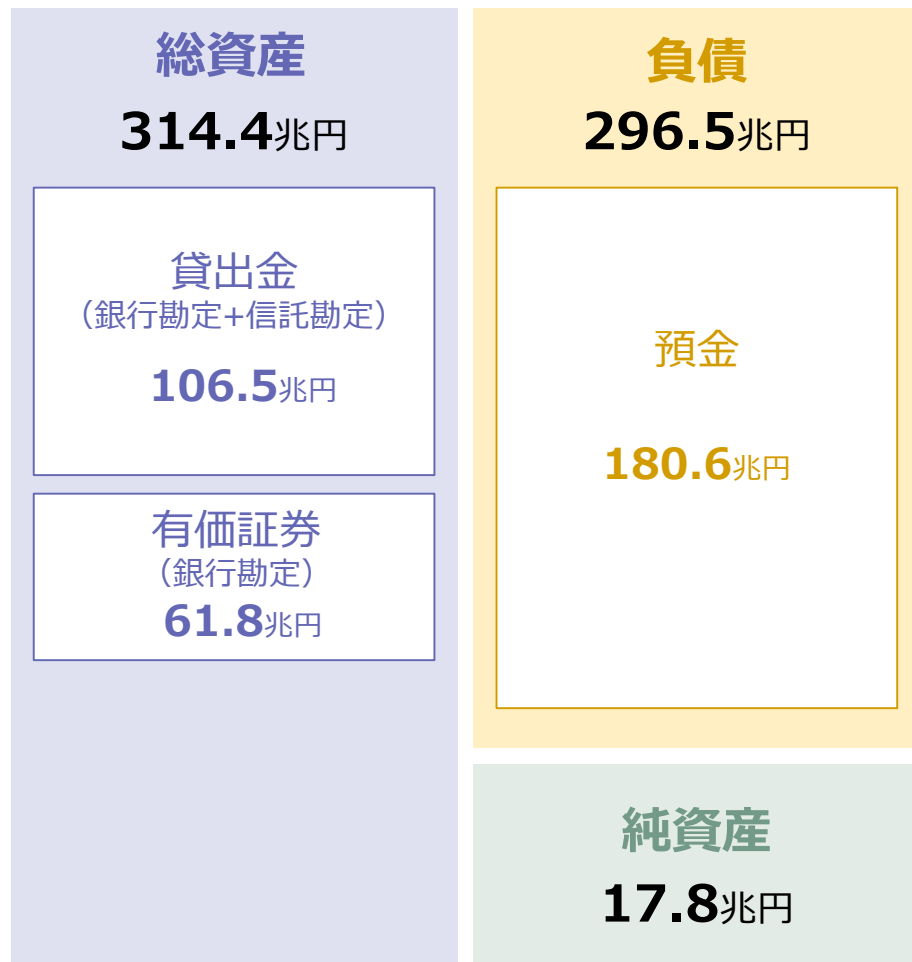 総資産
314.4兆円
貸出金
（銀行勘定+信託勘定）
106.5兆円
有価証券
（銀行勘定）
61.8兆円
負債
296.5兆円
預金
180.6兆円
純資産
17.8兆円